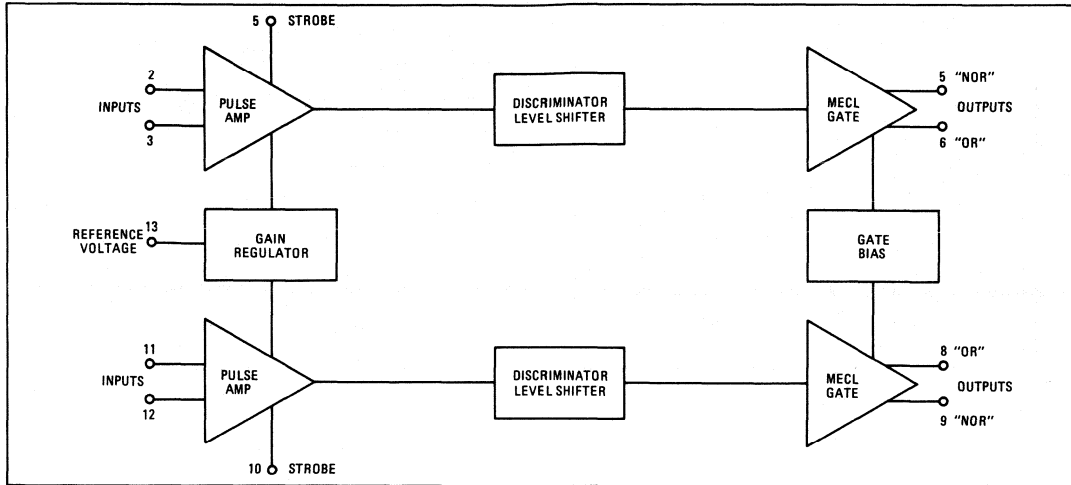 5 STROBE
2
INPUTS
3
PULSE
AMP
DISCRIMINATOR
LEVEL SHIFTER
MECL
GATE
5 "NOR"
OUTPUTS
6 "OR"
REFERENCE
VOLTAGE
13
GAIN
REGULATOR
GATE
BIAS
11
INPUTS
12
PULSE
AMP
DISCRIMINATOR
LEVEL SHIFTER
MECL
GATE
8 "OR"
OUTPUTS
9 "NOR"
10 STROBE